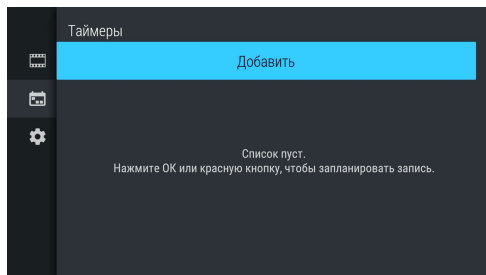 Таймеры
Добавить
Список пуст.
Нажмите ОК или красную кнопку, чтобы запланировать запись.